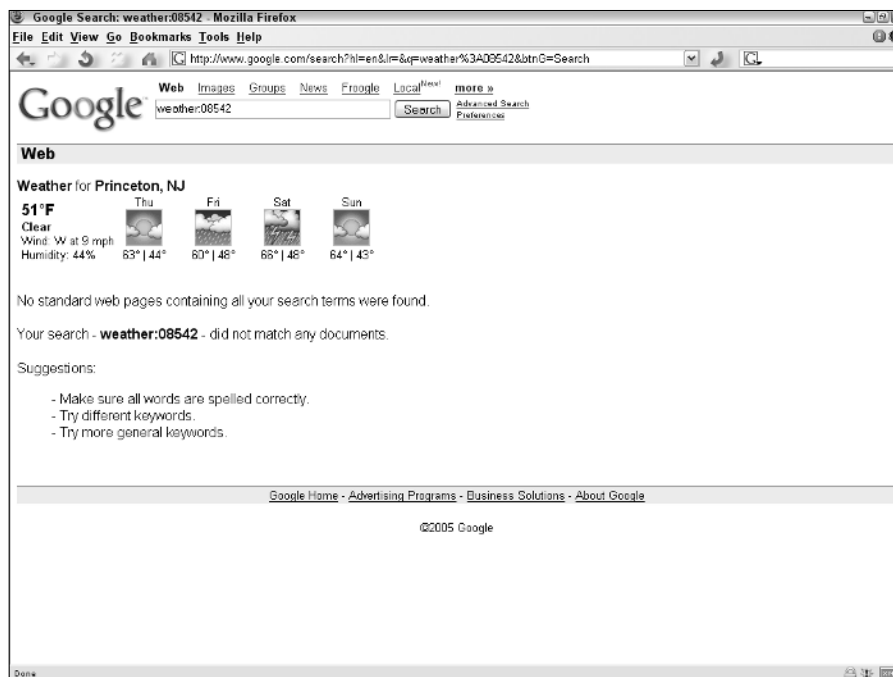 Google Search: weather:08542 - Mozilla Firefox
File Edit View Go Bookmarks Tools Help
http://www.google.com/search?hl=en&lr=&q=weather%3A08542&btnG=Search
Web Images Groups News Froogle Local New! more »
Google
weather:08542 Search Advanced Search
Preferences
Web
Weather for Princeton, NJ
51°F Thu Fri Sat Sun
Clear
Wind: W at 9 mph
Humidity: 44% 63° | 44° 60° | 48° 66° | 48° 64° | 43°
No standard web pages containing all your search terms were found.
Your search - weather:08542 - did not match any documents.
Suggestions:
- Make sure all words are spelled correctly.
- Try different keywords.
- Try more general keywords.
Google Home - Advertising Programs - Business Solutions - About Google
©2005 Google
Done